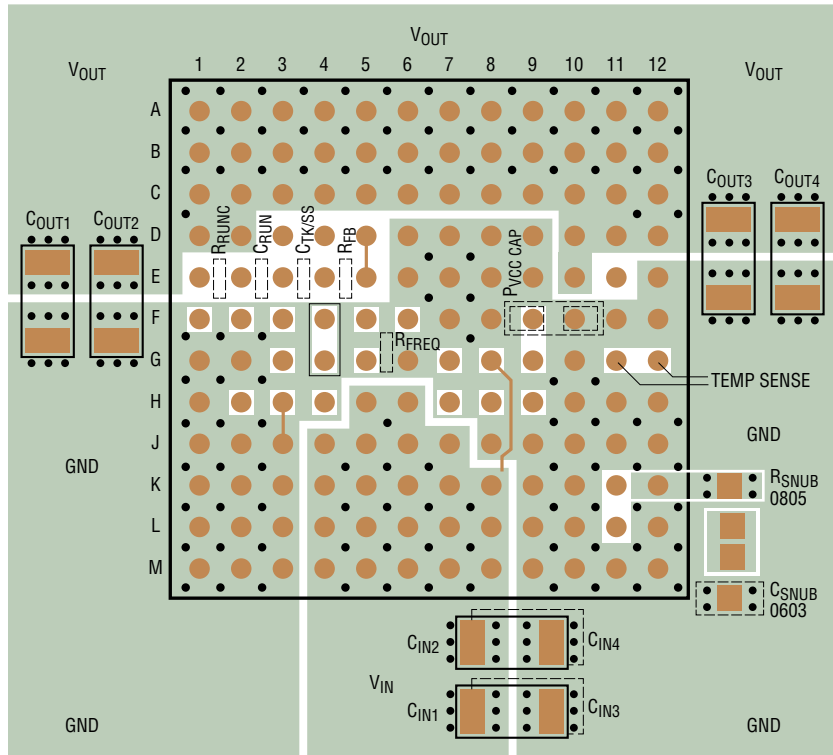 VOUT
VOUT
VOUT
1 2 3 4 5 6 7 8 9 10 11 12
A
B
C
COUT1
COUT2
COUT3
COUT4
D
RRUNC
CRUN
CTK/SS
RFB
PVCC CAP
E
F
RFREQ
G
TEMP SENSE
H
J
GND
GND
K
RSNUB
0805
L
M
CSNUB
0603
CIN2
CIN4
VIN
CIN1
CIN3
GND
GND